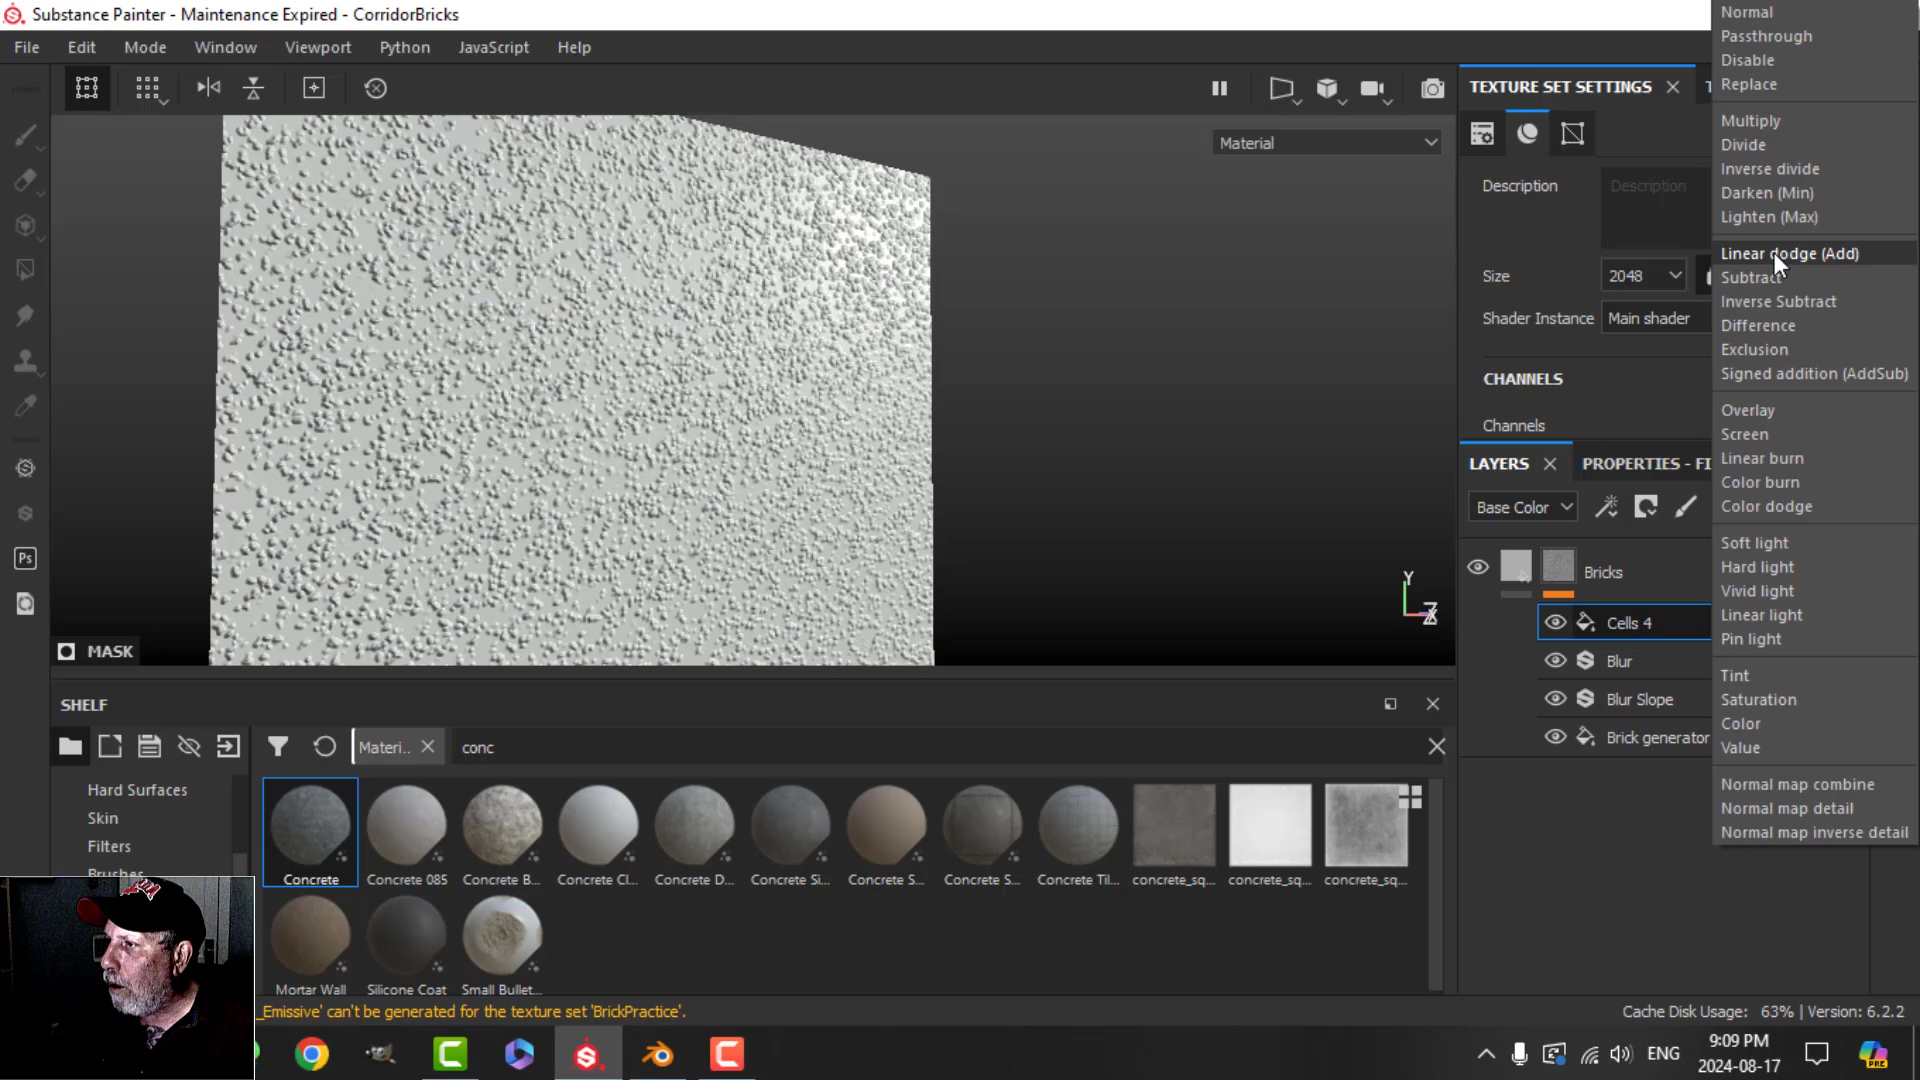 Substance Painter - Maintenance Expired - CorridorBricks
File Edit Mode Window Viewport Python JavaScript Help
Material
MASK
Y
Z
TEXTURE SET SETTINGS
Description
Description
Size 2048
Shader Instance Main shader
CHANNELS
Channels
LAYERS PROPERTIES - FI
Base Color
Bricks
Cells 4
Blur
Blur Slope
Brick generator
Normal
Passthrough
Disable
Replace
Multiply
Divide
Inverse divide
Darken (Min)
Lighten (Max)
Linear dodge (Add)
Subtract
Inverse Subtract
Difference
Exclusion
Signed addition (AddSub)
Overlay
Screen
Linear burn
Color burn
Color dodge
Soft light
Hard light
Vivid light
Linear light
Pin light
Tint
Saturation
Color
Value
Normal map combine
Normal map detail
Normal map inverse detail
SHELF
Materi.. conc
Hard Surfaces
Skin
Filters
Brushes
Concrete Concrete 085 Concrete B... Concrete Cl... Concrete D... Concrete Si... Concrete S... Concrete S... Concrete Til... concrete_sq... concrete_sq... concrete_sq...
Mortar Wall Silicone Coat Small Bullet...
_Emissive' can't be generated for the texture set 'BrickPractice'.
Cache Disk Usage: 63% | Version: 6.2.2
Ps
ENG
9:09 PM
2024-08-17
PRE